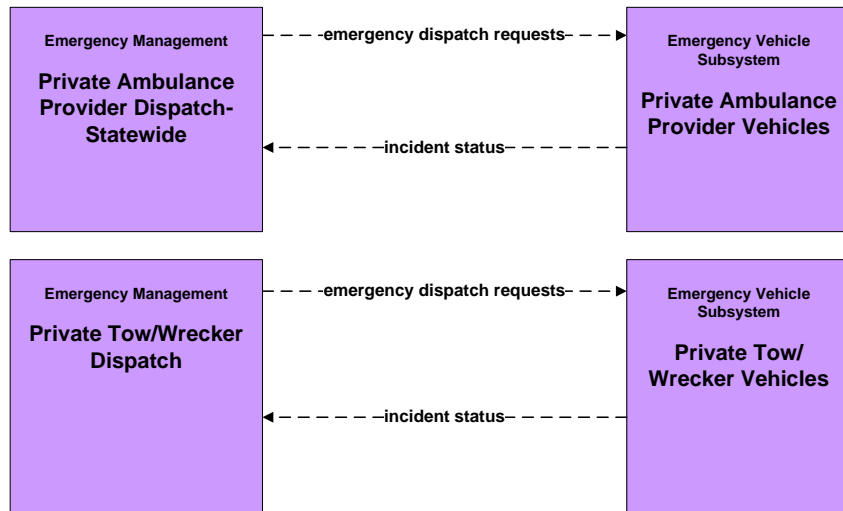 Emergency Management
Private Ambulance
Provider Dispatch-
Statewide
emergency dispatch requests
incident status
Emergency Vehicle
Subsystem
Private Ambulance
Provider Vehicles
Emergency Management
Private Tow/Wrecker
Dispatch
emergency dispatch requests
incident status
Emergency Vehicle
Subsystem
Private Tow/
Wrecker Vehicles